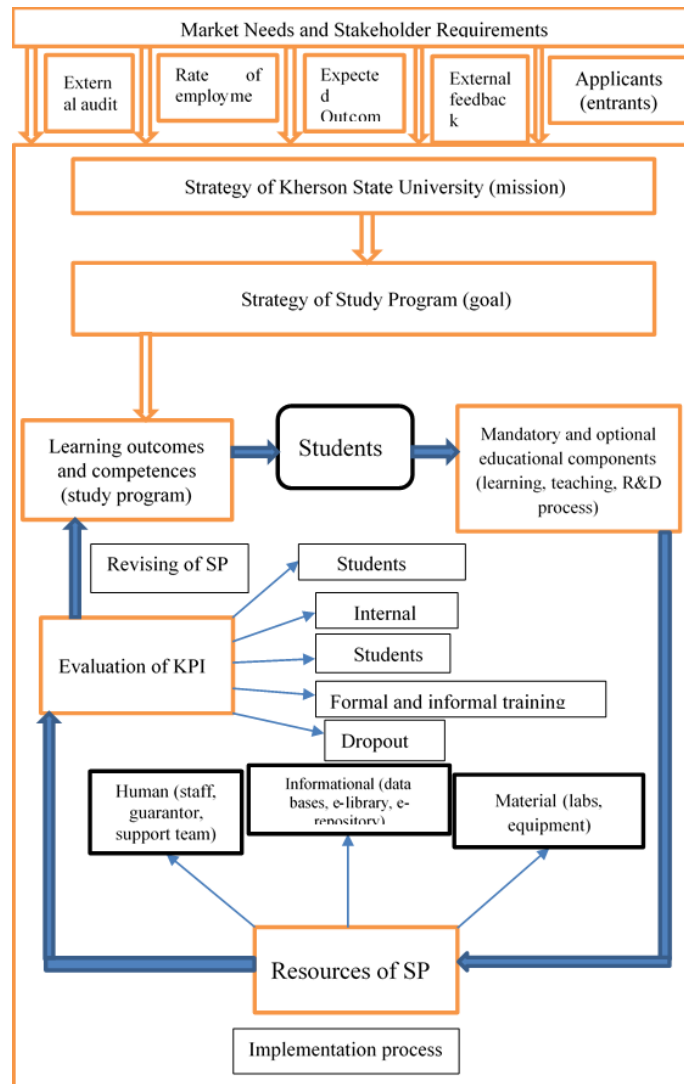 Market Needs and Stakeholder Requirements
Extern
al audit
Rate of
employme
Expecte
d
Outcom
External
feedbac
k
Applicants
(entrants)
Strategy of Kherson State University (mission)
Strategy of Study Program (goal)
Learning outcomes
and competences
(study program)
Students
Mandatory and optional
educational components
(learning, teaching, R&D
process)
Revising of SP
Students
Internal
Evaluation of KPI
Students
Formal and informal training
Dropout
Human (staff,
guarantor,
support team)
Informational (data
bases, e-library, e-
repository)
Material (labs,
equipment)
Resources of SP
Implementation process